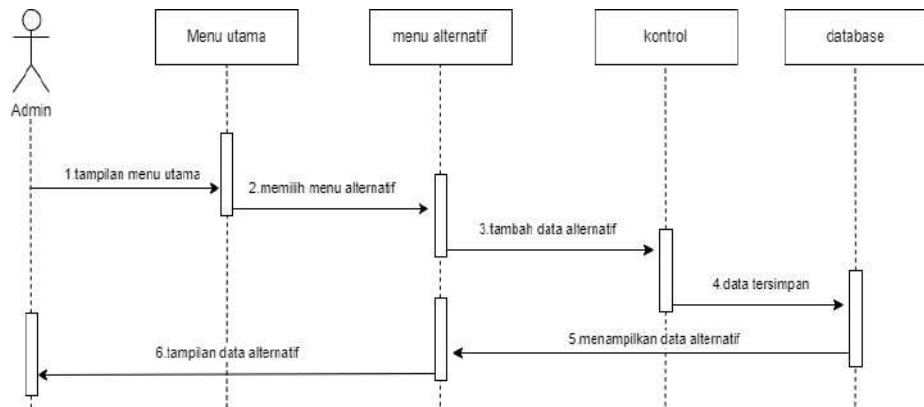 Menu utama
menu alternatif
kontrol
database
Admin
1.tampilan menu utama
2.memilih menu alternatif
3.tambah data alternatif
4.data tersimpan
5.menampilkan data alternatif
6.tampilan data alternatif